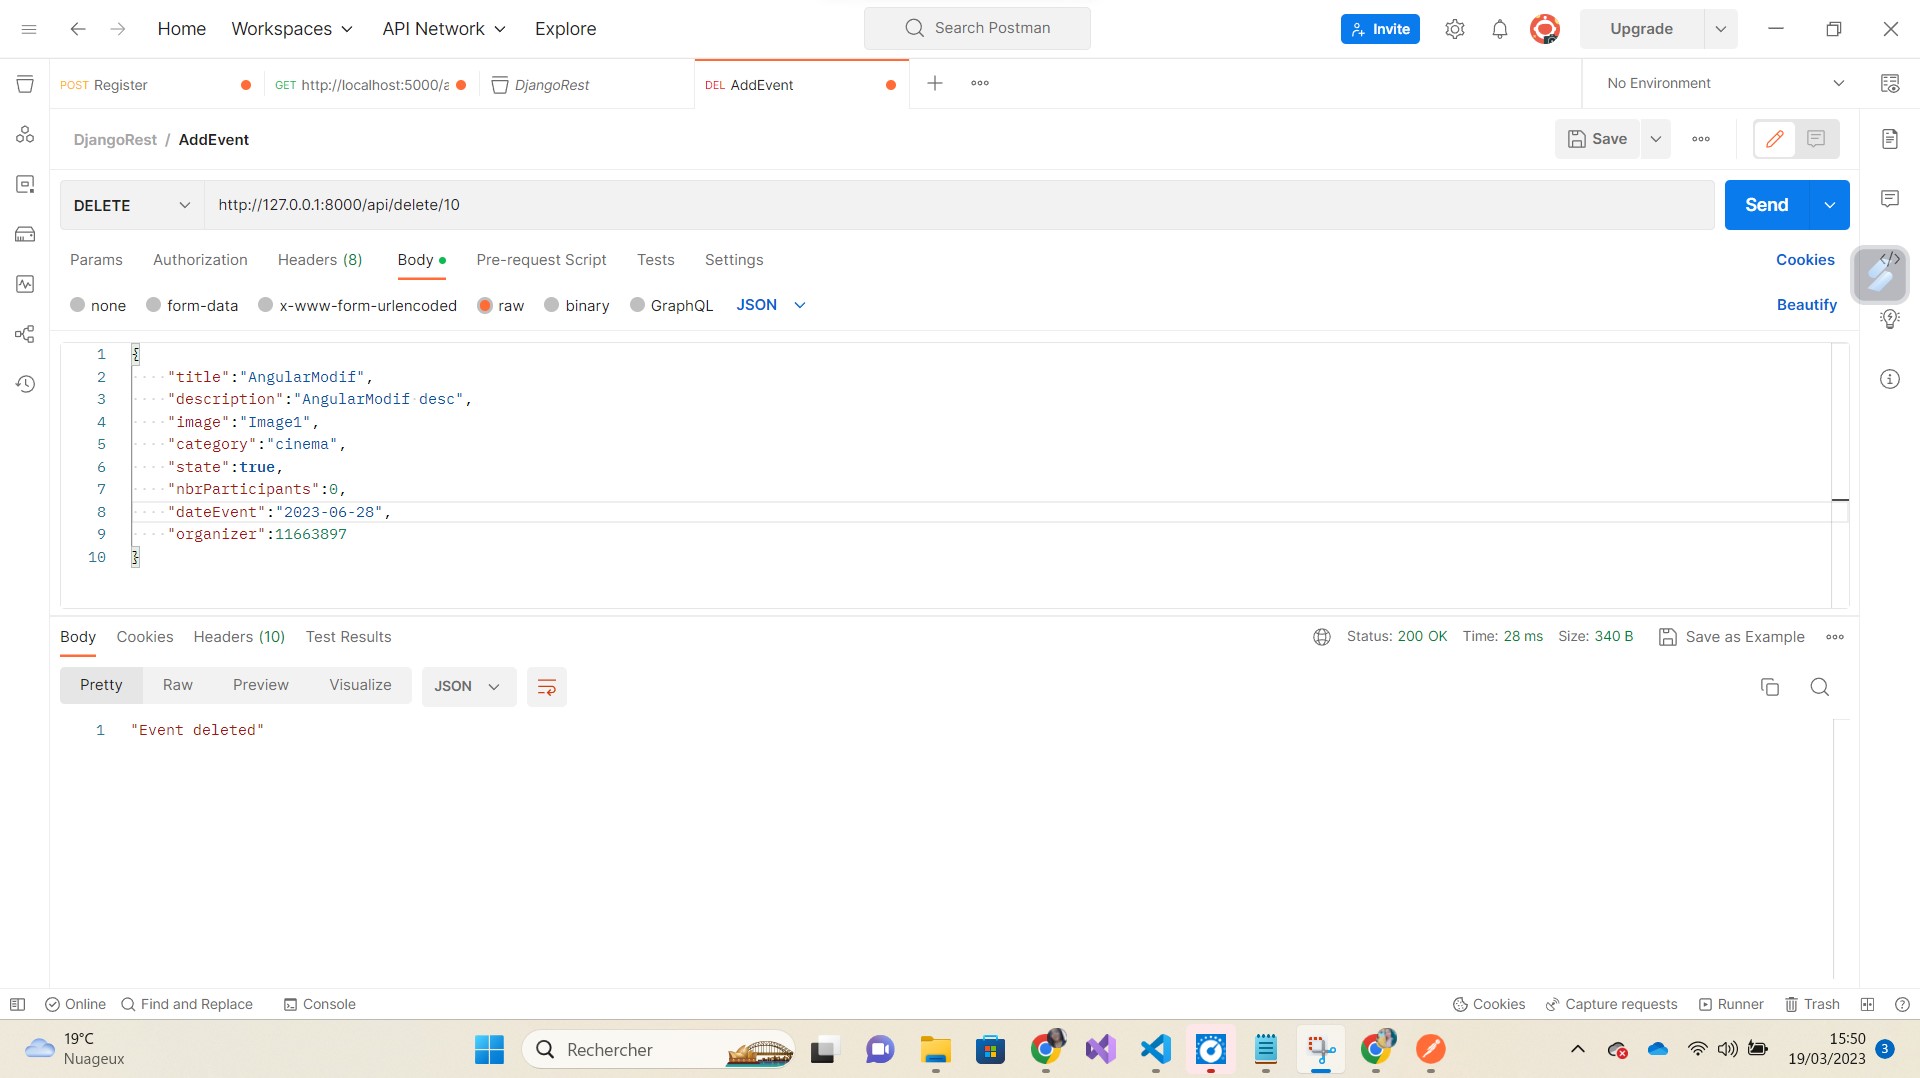 Home Workspaces API Network Explore Search Postman Invite Upgrade
POST Register GET http://localhost:5000/a DjangoRest DEL AddEvent No Environment
DjangoRest / AddEvent Save
DELETE http://127.0.0.1:8000/api/delete/10 Send
Params Authorization Headers (8) Body Pre-request Script Tests Settings Cookies
none form-data x-www-form-urlencoded raw binary GraphQL JSON Beautify
1 {
2 "title":"AngularModif",
3 "description":"AngularModif desc",
4 "image":"Image1",
5 "category":"cinema",
6 "state":true,
7 "nbrParticipants":0,
8 "dateEvent":"2023-06-28",
9 "organizer":11663897
10 }
Body Cookies Headers (10) Test Results Status: 200 OK Time: 28 ms Size: 340 B Save as Example
Pretty Raw Preview Visualize JSON
1 "Event deleted"
Online Find and Replace Console Cookies Capture requests Runner Trash
19°C
Nuageux
Rechercher
15:50
19/03/2023
3